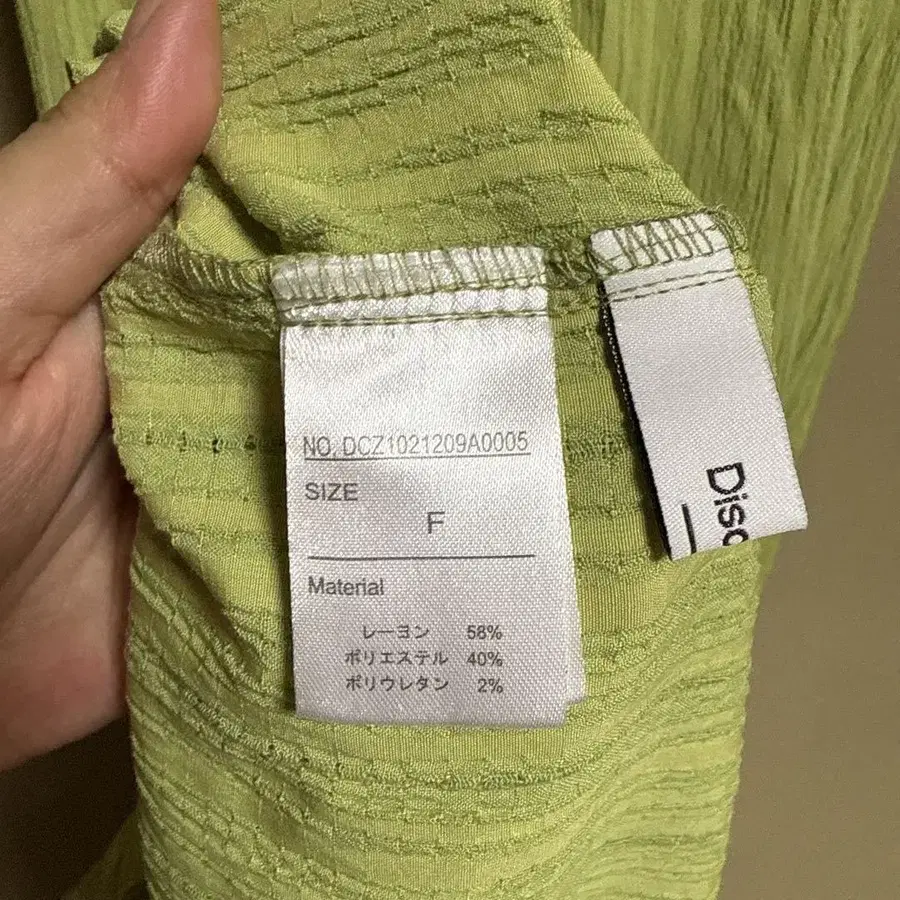 NO. DCZ1021209A0005
SIZE
F
Material
レーヨン 58%
ポリエステル 40%
ポリウレタン 2%